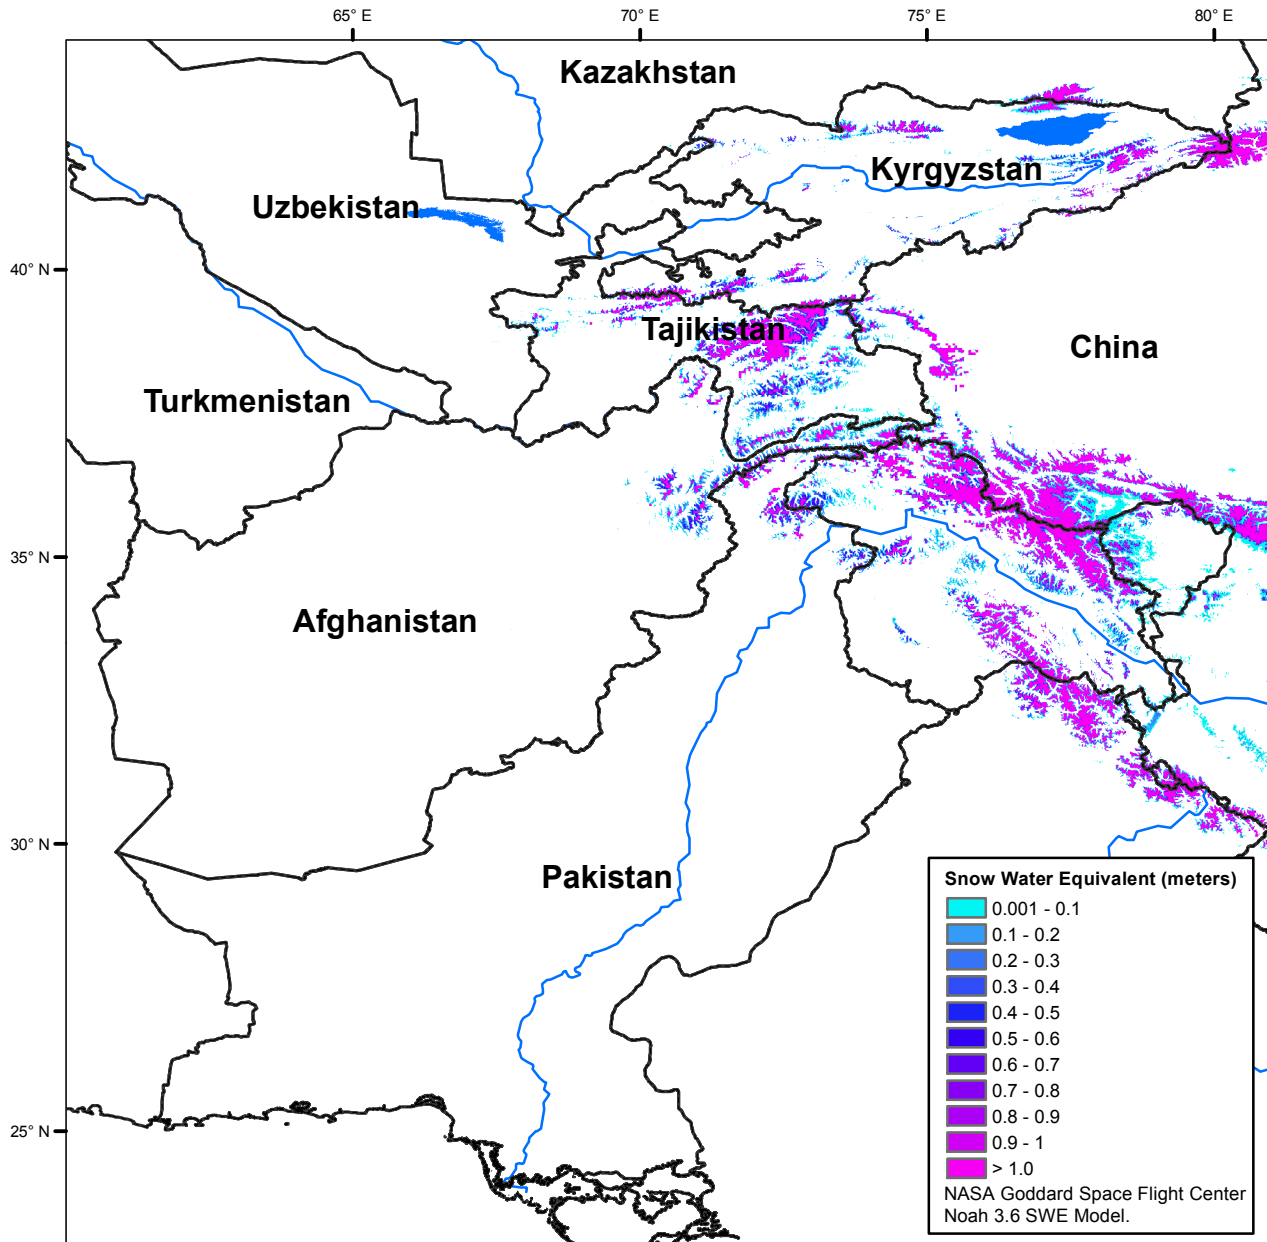 65° E
70° E
75° E
80° E
Kazakhstan
Kyrgyzstan
Uzbekistan
40° N
Tajikistan
China
Turkmenistan
35° N
Afghanistan
30° N
Pakistan
25° N
Snow Water Equivalent (meters)
0.001 - 0.1
0.1 - 0.2
0.2 - 0.3
0.3 - 0.4
0.4 - 0.5
0.5 - 0.6
0.6 - 0.7
0.7 - 0.8
0.8 - 0.9
0.9 - 1
> 1.0
NASA Goddard Space Flight Center
Noah 3.6 SWE Model.